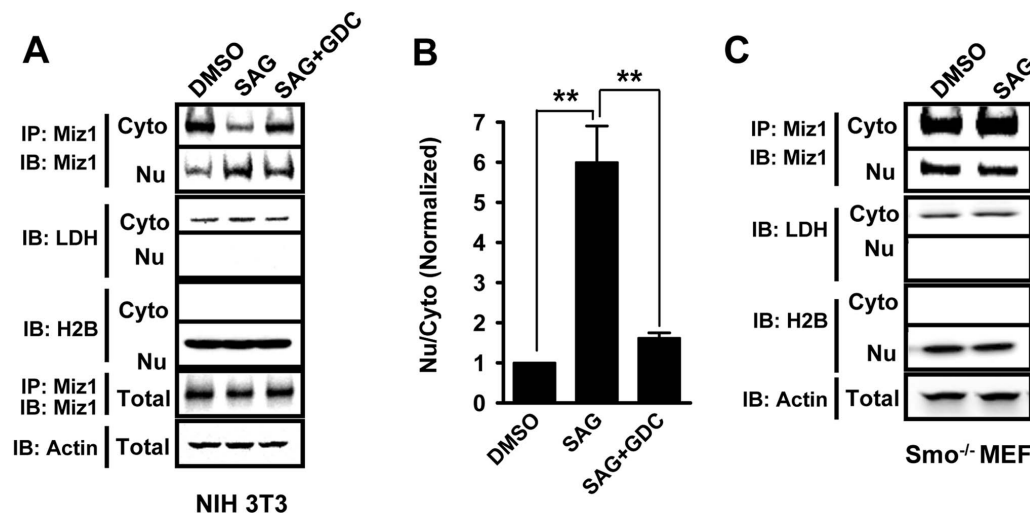 A
DMSO
SAG
SAG+GDC
IP: Miz1
IB: Miz1
Cyto
Nu
IB: LDH
Cyto
Nu
IB: H2B
Cyto
Nu
IP: Miz1
IB: Miz1
Total
IB: Actin
Total
NIH 3T3
B
**
**
Nu/Cyto (Normalized)
7
6
5
4
3
2
1
0
DMSO
SAG
SAG+GDC
C
DMSO
SAG
IP: Miz1
IB: Miz1
Cyto
Nu
IB: LDH
Cyto
Nu
IB: H2B
Cyto
Nu
IB: Actin
Total
Smo⁻/⁻ MEF